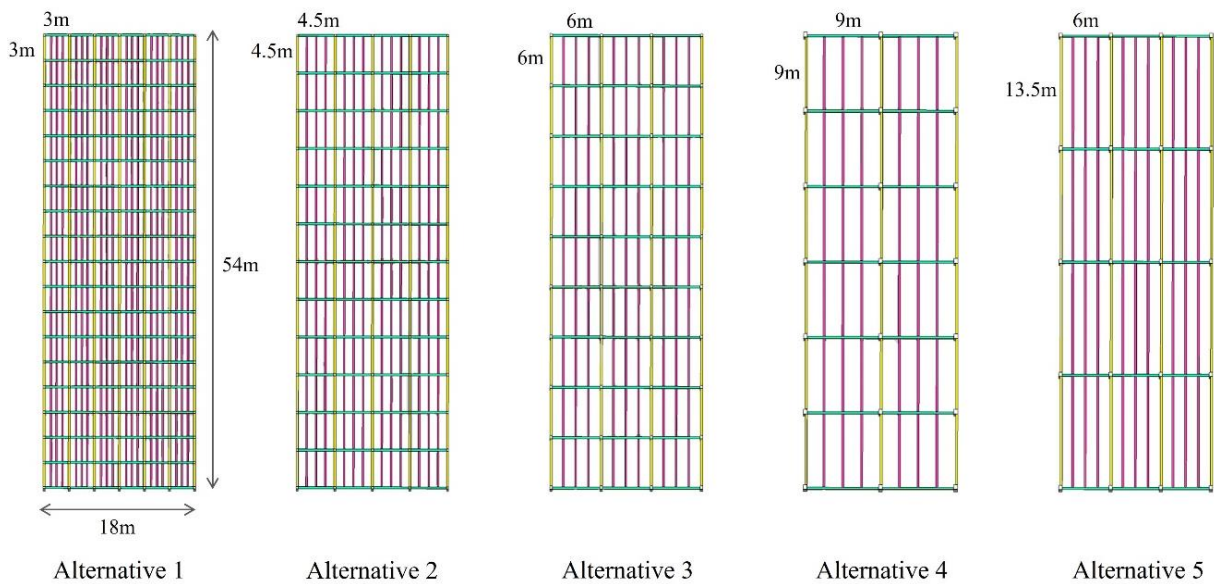 3m
3m
54m
18m
Alternative 1
4.5m
4.5m
Alternative 2
6m
6m
Alternative 3
9m
9m
Alternative 4
6m
13.5m
Alternative 5